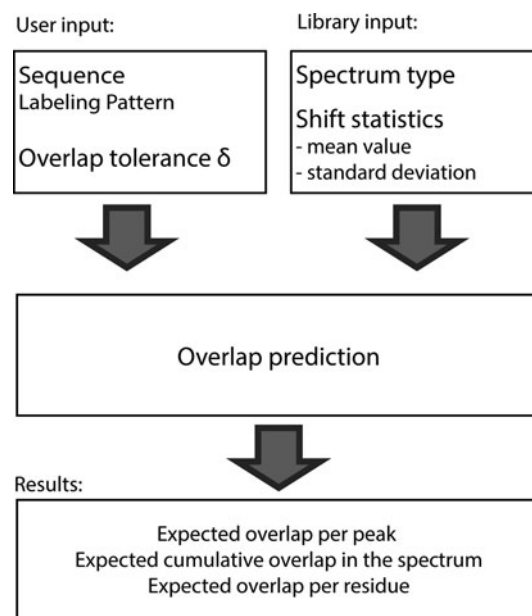 User input:
Sequence
Labeling Pattern
Overlap tolerance δ
Library input:
Spectrum type
Shift statistics
- mean value
- standard deviation
Overlap prediction
Results:
Expected overlap per peak
Expected cumulative overlap in the spectrum
Expected overlap per residue